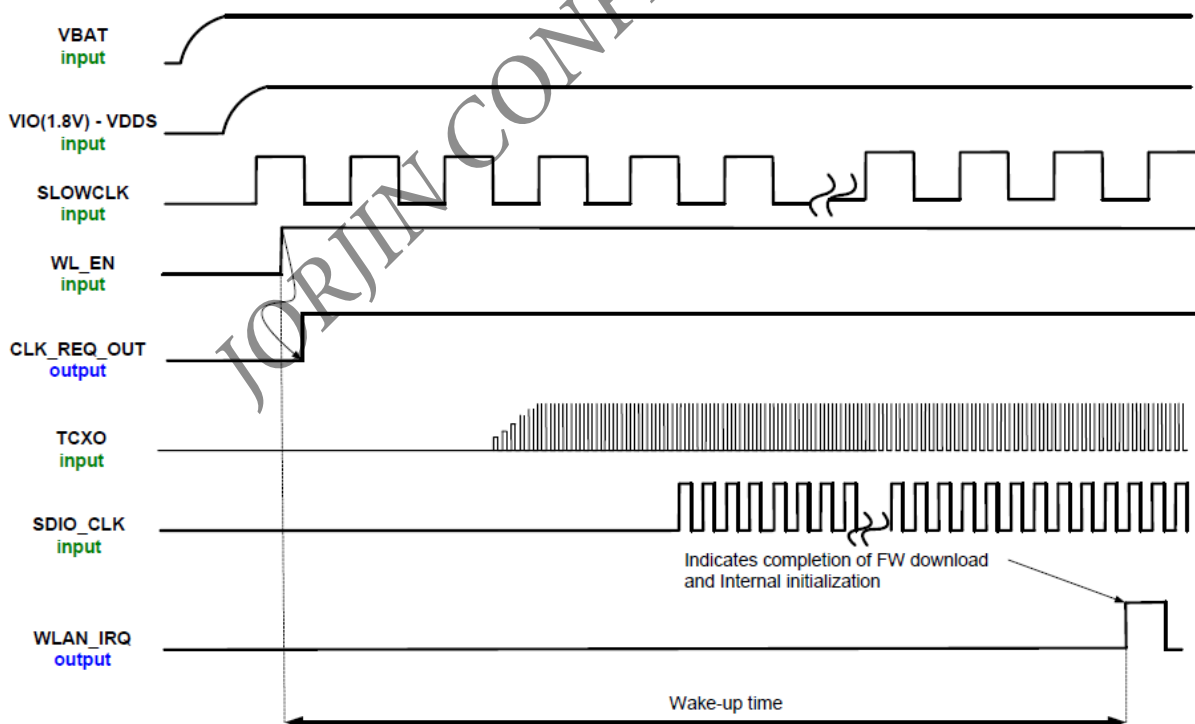 VBAT
input
VIO(1.8V) - VDDS
input
SLOWCLK
input
WL_EN
input
CLK_REQ_OUT
output
TCXO
input
SDIO_CLK
input
Indicates completion of FW download
and Internal initialization
WLAN_IRQ
output
Wake-up time
JORJIN CONF